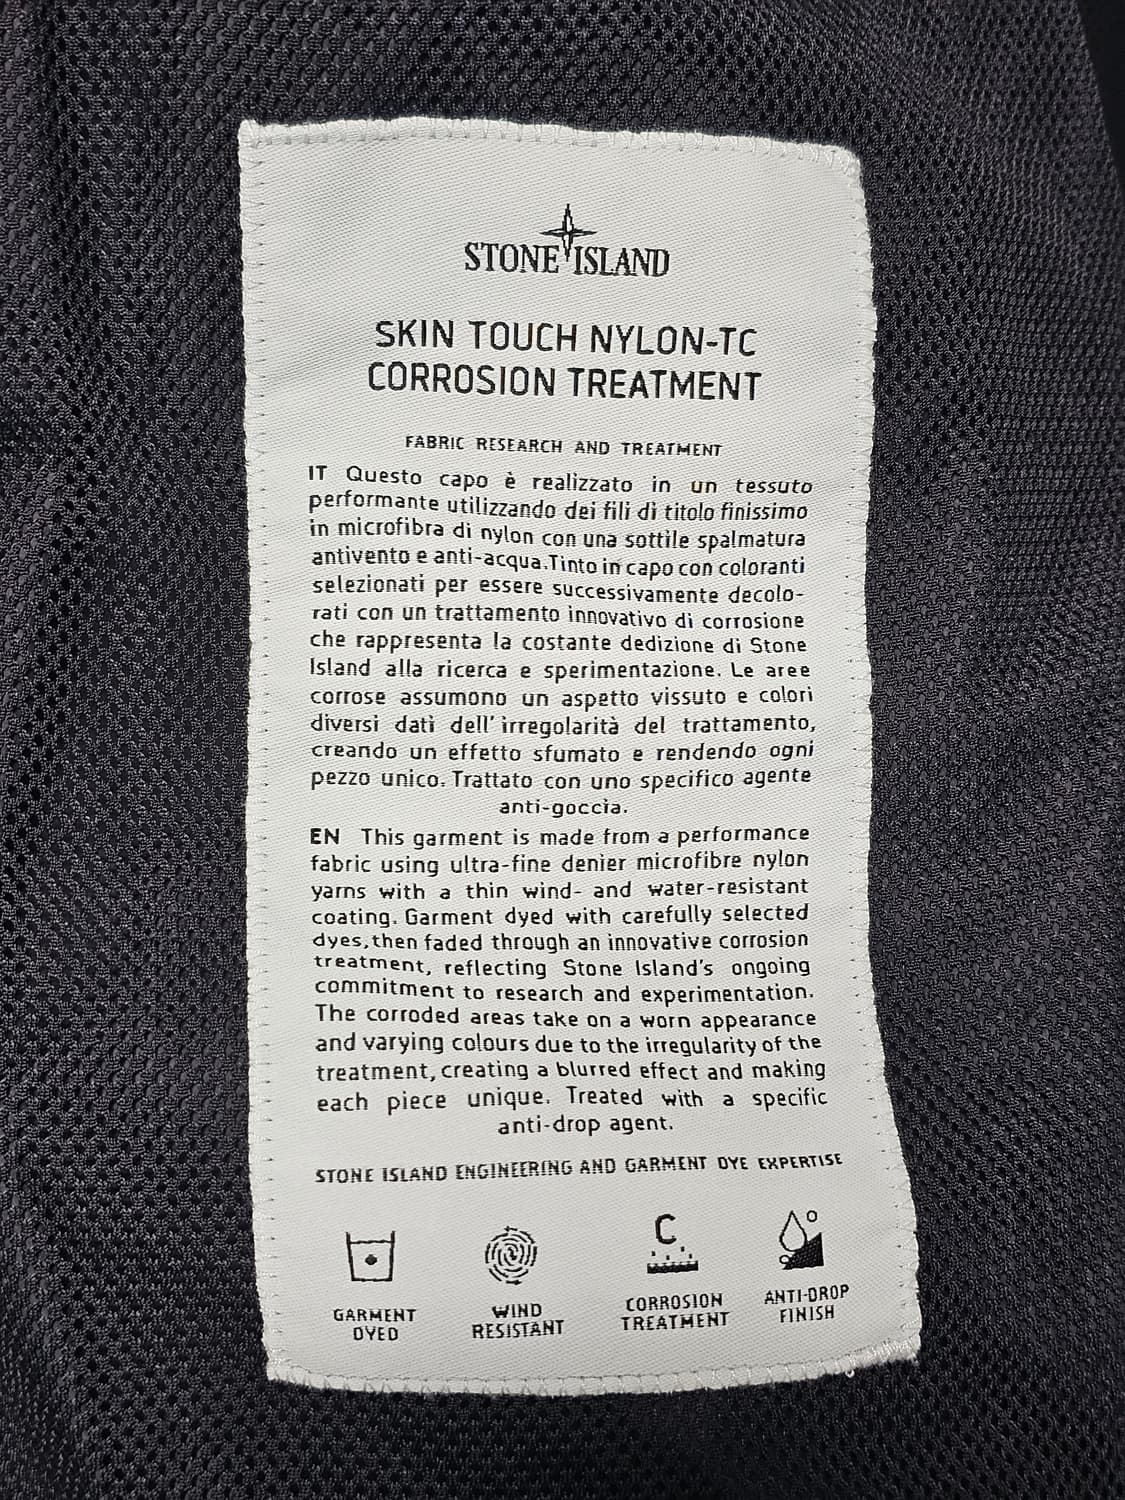 STONE ISLAND
SKIN TOUCH NYLON-TC
CORROSION TREATMENT
FABRIC RESEARCH AND TREATMENT
IT Questo capo è realizzato in un tessuto
performante utilizzando dei fili di titolo finissimo
in microfibra di nylon con una sottile spalmatura
antivento e anti-acqua.Tinto in capo con coloranti
selezionati per essere successivamente decolo-
rati con un trattamento innovativo di corrosione
che rappresenta la costante dedizione di Stone
Island alla ricerca e sperimentazione. Le aree
corrose assumono un aspetto vissuto e colori
diversi dati dell'irregolarità del trattamento,
creando un effetto sfumato e rendendo ogni
pezzo unico. Trattato con uno specifico agente
anti-goccia.
EN This garment is made from a performance
fabric using ultra-fine denier microfibre nylon
yarns with a thin wind- and water-resistant
coating. Garment dyed with carefully selected
dyes, then faded through an innovative corrosion
treatment, reflecting Stone Island's ongoing
commitment to research and experimentation.
The corroded areas take on a worn appearance
and varying colours due to the irregularity of the
treatment, creating a blurred effect and making
each piece unique. Treated with a specific
anti-drop agent.
STONE ISLAND ENGINEERING AND GARMENT DYE EXPERTISE
C
GARMENT
DYED
WIND
RESISTANT
CORROSION
TREATMENT
ANTI-DROP
FINISH